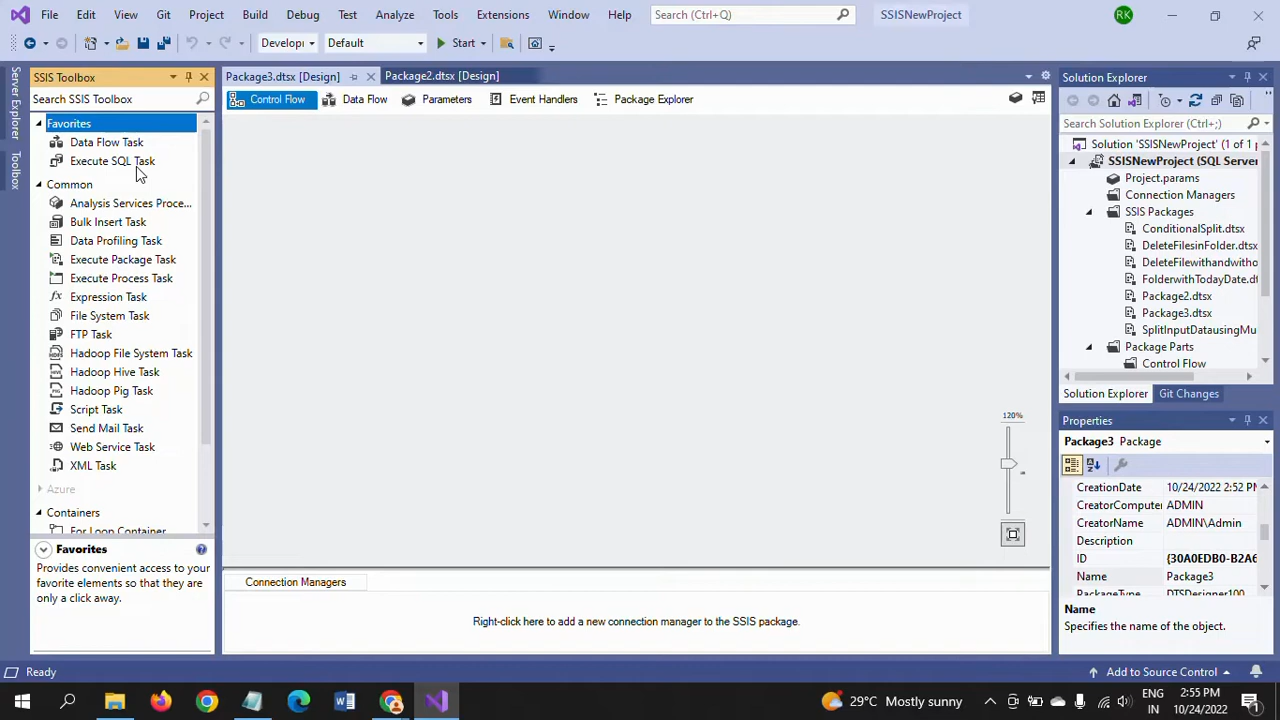 File Edit View Git Project Build Debug Test Analyze Tools Extensions Window Help Search (Ctrl+Q) SSISNewProject RK
Developi Default Start
SSIS Toolbox
Search SSIS Toolbox
Favorites
Data Flow Task
Execute SQL Task
Common
Analysis Services Proce...
Bulk Insert Task
Data Profiling Task
Execute Package Task
Execute Process Task
Expression Task
File System Task
FTP Task
Hadoop File System Task
Hadoop Hive Task
Hadoop Pig Task
Script Task
Send Mail Task
Web Service Task
XML Task
Azure
Containers
For Loop Container
Favorites
Provides convenient access to your
favorite elements so that they are
only a click away.
Server Explorer
Toolbox
Package3.dtsx [Design] Package2.dtsx [Design]
Control Flow Data Flow Parameters Event Handlers Package Explorer
120%
Connection Managers
Right-click here to add a new connection manager to the SSIS package.
Solution Explorer
Search Solution Explorer (Ctrl+;)
Solution 'SSISNewProject' (1 of 1 p
SSISNewProject (SQL Server
Project.params
Connection Managers
SSIS Packages
ConditionalSplit.dtsx
DeleteFilesinFolder.dtsx
DeleteFilewithandwitho
FolderwithTodayDate.d
Package2.dtsx
Package3.dtsx
SplitInputDatausingMu
Package Parts
Control Flow
Solution Explorer Git Changes
Properties
Package3 Package
CreationDate 10/24/2022 2:52 PM
CreatorComputer ADMIN
CreatorName ADMIN\Admin
Description
ID {30A0EDB0-B2A6
Name Package3
PackageType DTSDesigner100
Name
Specifies the name of the object.
Ready Add to Source Control
29°C Mostly sunny ENG IN 2:55 PM 10/24/2022 1